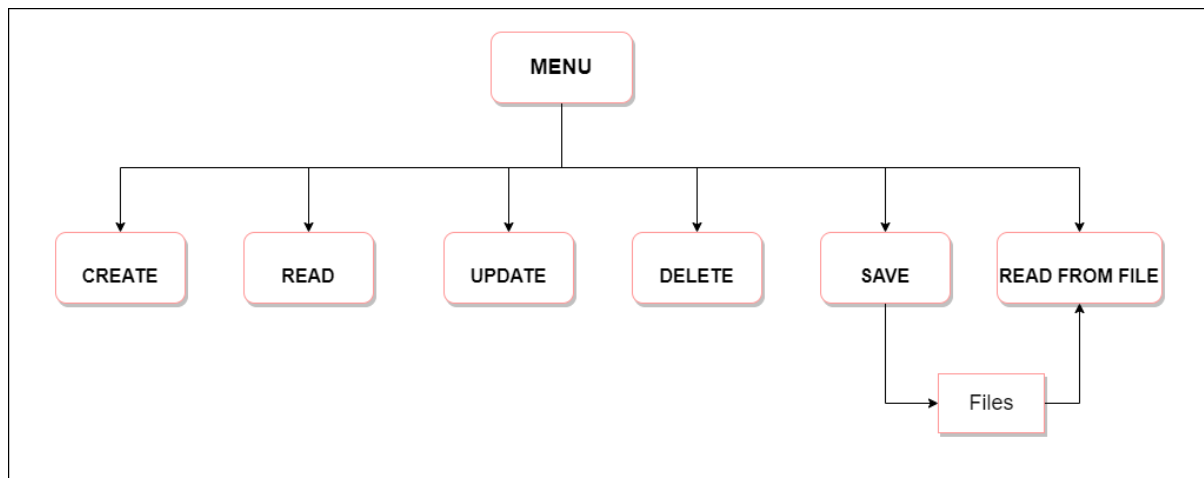 MENU
CREATE
READ
UPDATE
DELETE
SAVE
READ FROM FILE
Files